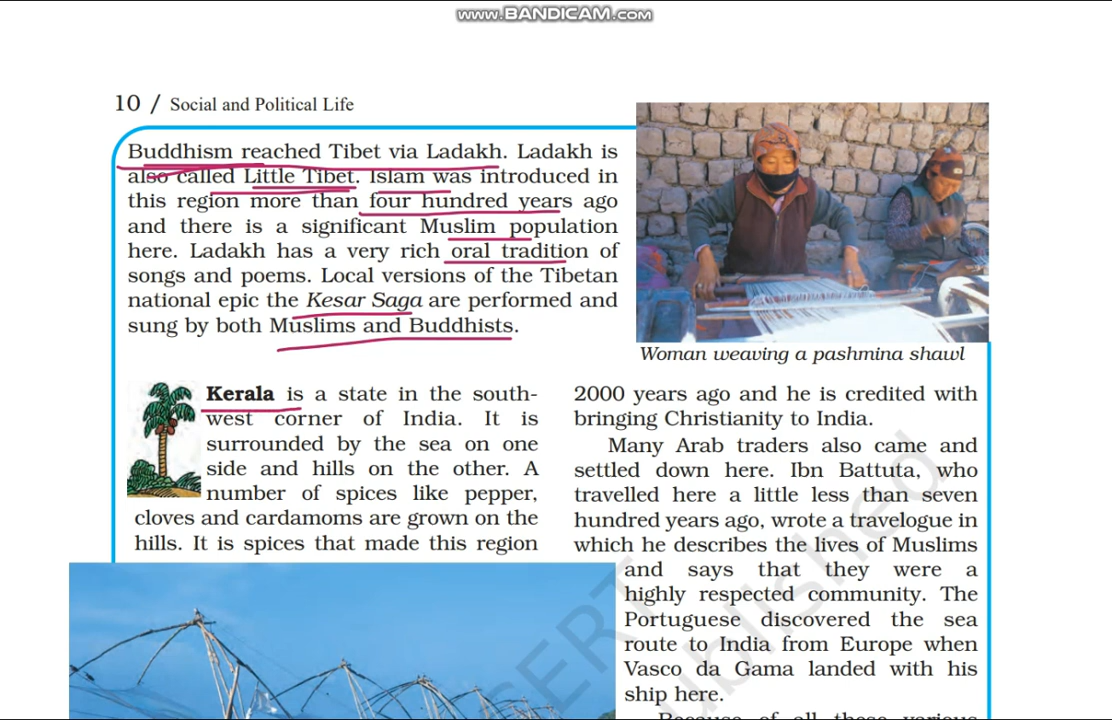 www.BANDICAM.com
10 / Social and Political Life
Buddhism reached Tibet via Ladakh. Ladakh is
also called Little Tibet. Islam was introduced in
this region more than four hundred years ago
and there is a significant Muslim population
here. Ladakh has a very rich oral tradition of
songs and poems. Local versions of the Tibetan
national epic the Kesar Saga are performed and
sung by both Muslims and Buddhists.
Woman weaving a pashmina shawl
Kerala is a state in the south-
west corner of India. It is
surrounded by the sea on one
side and hills on the other. A
number of spices like pepper,
cloves and cardamoms are grown on the
hills. It is spices that made this region
2000 years ago and he is credited with
bringing Christianity to India.
Many Arab traders also came and
settled down here. Ibn Battuta, who
travelled here a little less than seven
hundred years ago, wrote a travelogue in
which he describes the lives of Muslims
and says that they were a
highly respected community. The
Portuguese discovered the sea
route to India from Europe when
Vasco da Gama landed with his
ship here.
Because of all these various